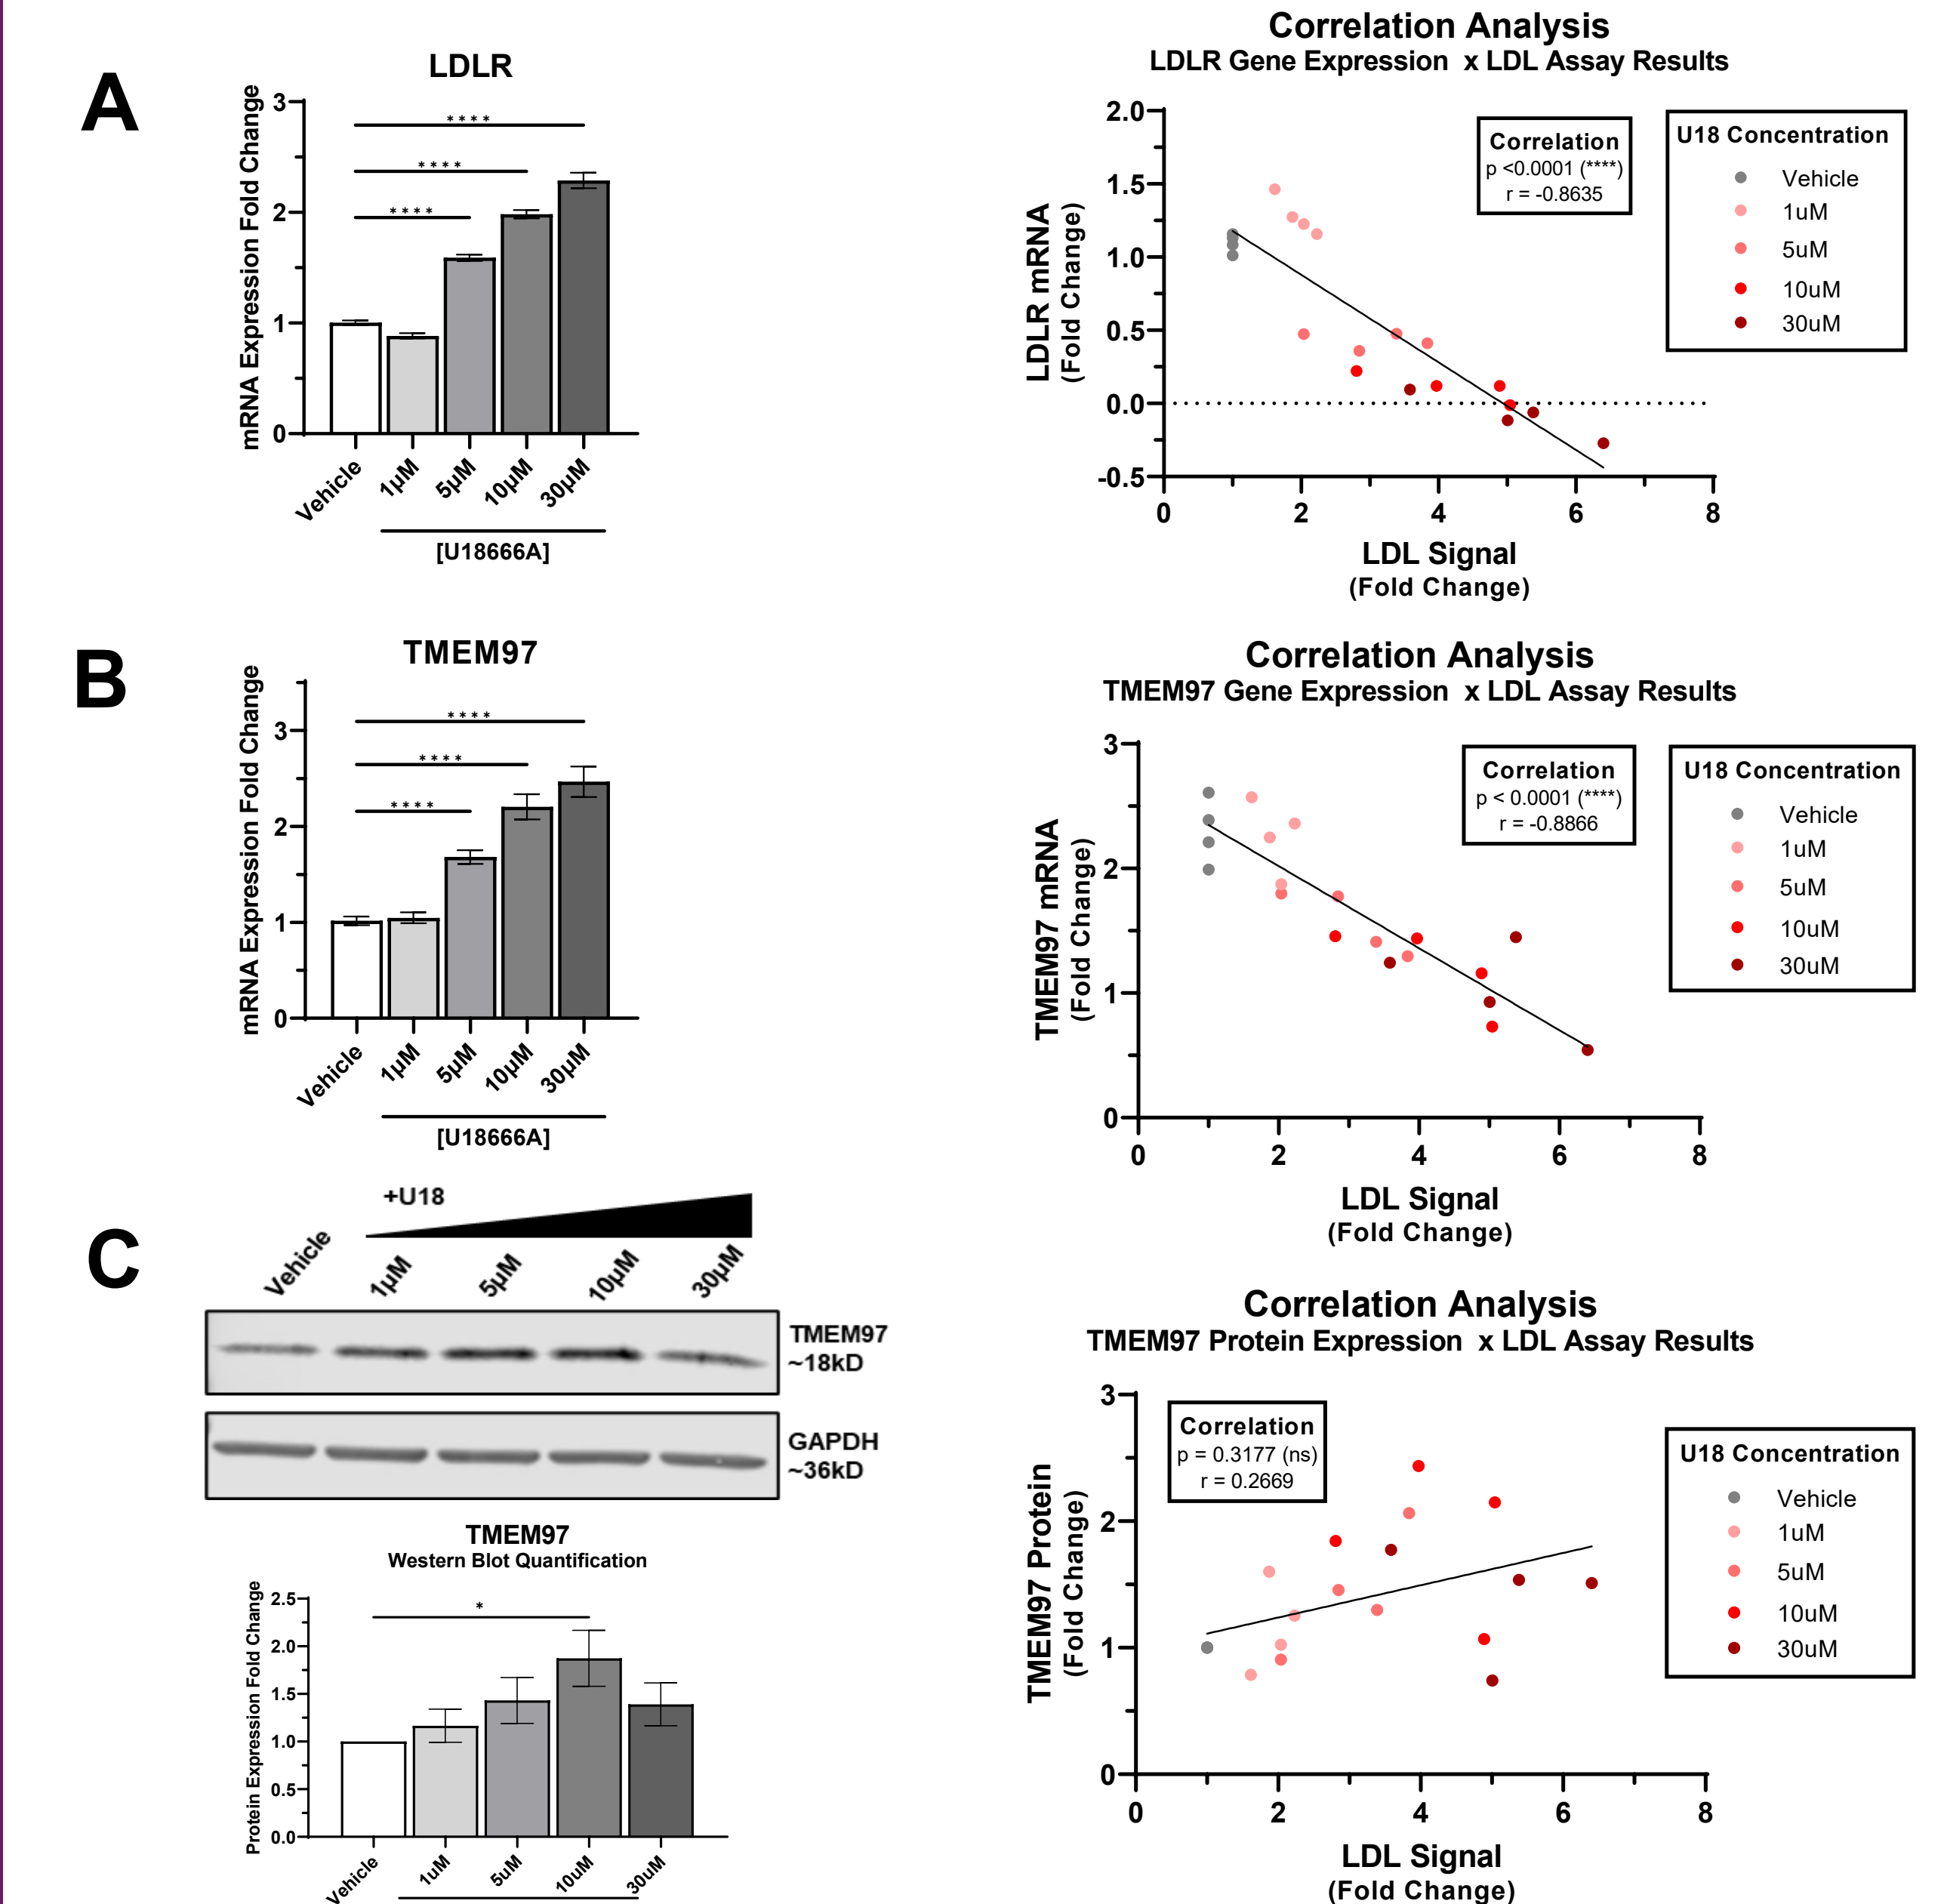 A
LDLR
mRNA Expression Fold Change
3
2
1
0
****
****
****
Vehicle
1µM
5µM
10µM
30µM
[U18666A]
Correlation Analysis
LDLR Gene Expression x LDL Assay Results
LDLR mRNA
(Fold Change)
2.0
1.5
1.0
0.5
0.0
-0.5
0
2
4
6
8
LDL Signal
(Fold Change)
Correlation
p <0.0001 (****)
r = -0.8635
U18 Concentration
Vehicle
1uM
5uM
10uM
30uM
B
TMEM97
mRNA Expression Fold Change
3
2
1
0
****
****
****
Vehicle
1µM
5µM
10µM
30µM
[U18666A]
Correlation Analysis
TMEM97 Gene Expression x LDL Assay Results
TMEM97 mRNA
(Fold Change)
3
2
1
0
0
2
4
6
8
LDL Signal
(Fold Change)
Correlation
p < 0.0001 (****)
r = -0.8866
U18 Concentration
Vehicle
1uM
5uM
10uM
30uM
C
+U18
Vehicle
1µM
5µM
10µM
30µM
TMEM97
~18kD
GAPDH
~36kD
TMEM97
Western Blot Quantification
Protein Expression Fold Change
2.5
2.0
1.5
1.0
0.5
0.0
*
Vehicle
1uM
5uM
10uM
30uM
Correlation Analysis
TMEM97 Protein Expression x LDL Assay Results
TMEM97 Protein
(Fold Change)
3
2
1
0
0
2
4
6
8
LDL Signal
(Fold Change)
Correlation
p = 0.3177 (ns)
r = 0.2669
U18 Concentration
Vehicle
1uM
5uM
10uM
30uM